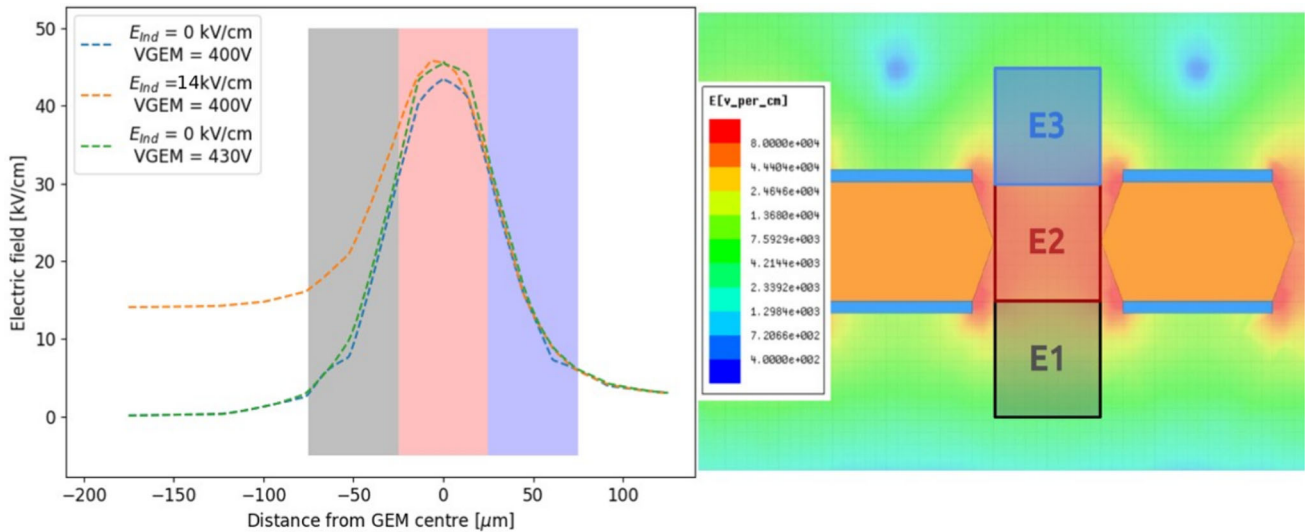 E_Ind = 0 kV/cm
VGEM = 400V
E_Ind =14kV/cm
VGEM = 400V
E_Ind = 0 kV/cm
VGEM = 430V
50
40
30
20
10
0
Electric field [kV/cm]
−200
−150
−100
−50
0
50
100
Distance from GEM centre [μm]
E[v_per_cm]
8.0000e+004
4.4404e+004
2.4646e+004
1.3680e+004
7.5929e+003
4.2144e+003
2.3392e+003
1.2984e+003
7.2066e+002
4.0000e+002
E3
E2
E1